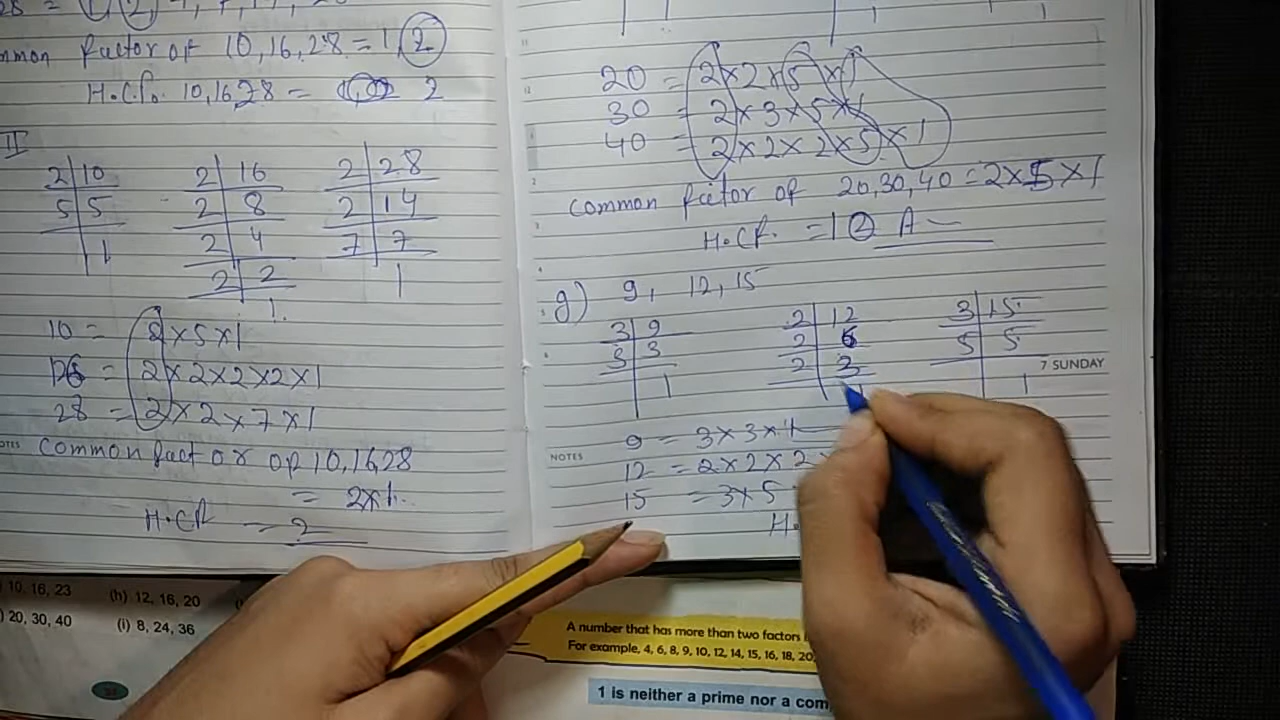 Common factor of 10,16,28 = 1,2
H.C.F. 10,16,28 = 2
II
2 10
5 5
1
2 16
2 8
2 4
2 2
1.
2 28
2 14
7 7
1
10 = 2×5×1
16 = 2×2×2×2×1
28 = 2×2×7×1
NOTES
Common factor of 10,16,28
= 2×1.
H.CF = 2
20 = 2×2×5×1
30 = 2×3×5×1
40 = 2×2×2×5×1
Common factor of 20,30,40 = 2×5×1
H.CF. = 1
g) 9, 12, 15
3 9
3 3
1
2 12
2 6
2 3
3 15
5 5
1
7 SUNDAY
NOTES
9 = 3×3×1
12 = 2×2×2
15 = 3×5
H.
10, 16, 23
(h) 12, 16, 20
20, 30, 40
(i) 8, 24, 36
A number that has more than two factors
For example, 4, 6, 8, 9, 10, 12, 14, 15, 16, 18, 20,
1 is neither a prime nor a com